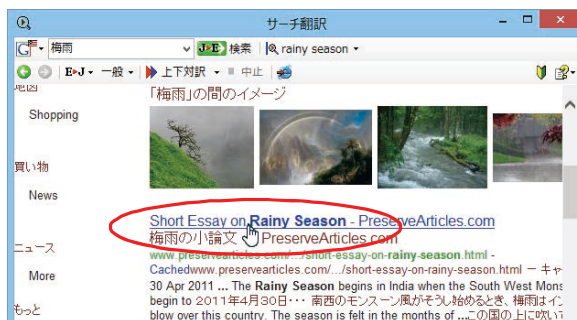 サーチ翻訳
梅雨 J▸E 検索 rainy season
E▸J 一般 上下対訳 中止
地図
「梅雨」の間のイメージ
Shopping
買い物
News
Short Essay on Rainy Season - PreserveArticles.com
梅雨の小論文 - PreserveArticles.com
www.preservearticles.com/.../short-essay-on-rainy-season.html -
ニュース
Cachedwww.preservearticles.com/.../short-essay-on-rainy-season.html − キャ
More
30 Apr 2011 ... The Rainy Season begins in India when the South West Mons
begin to 2011年4月30日・・・ 南西のモンスーン風がそうし始めるとき、梅雨はイン
もっと
blow over this country. The season is felt in the months of ...この国の上に吹いて